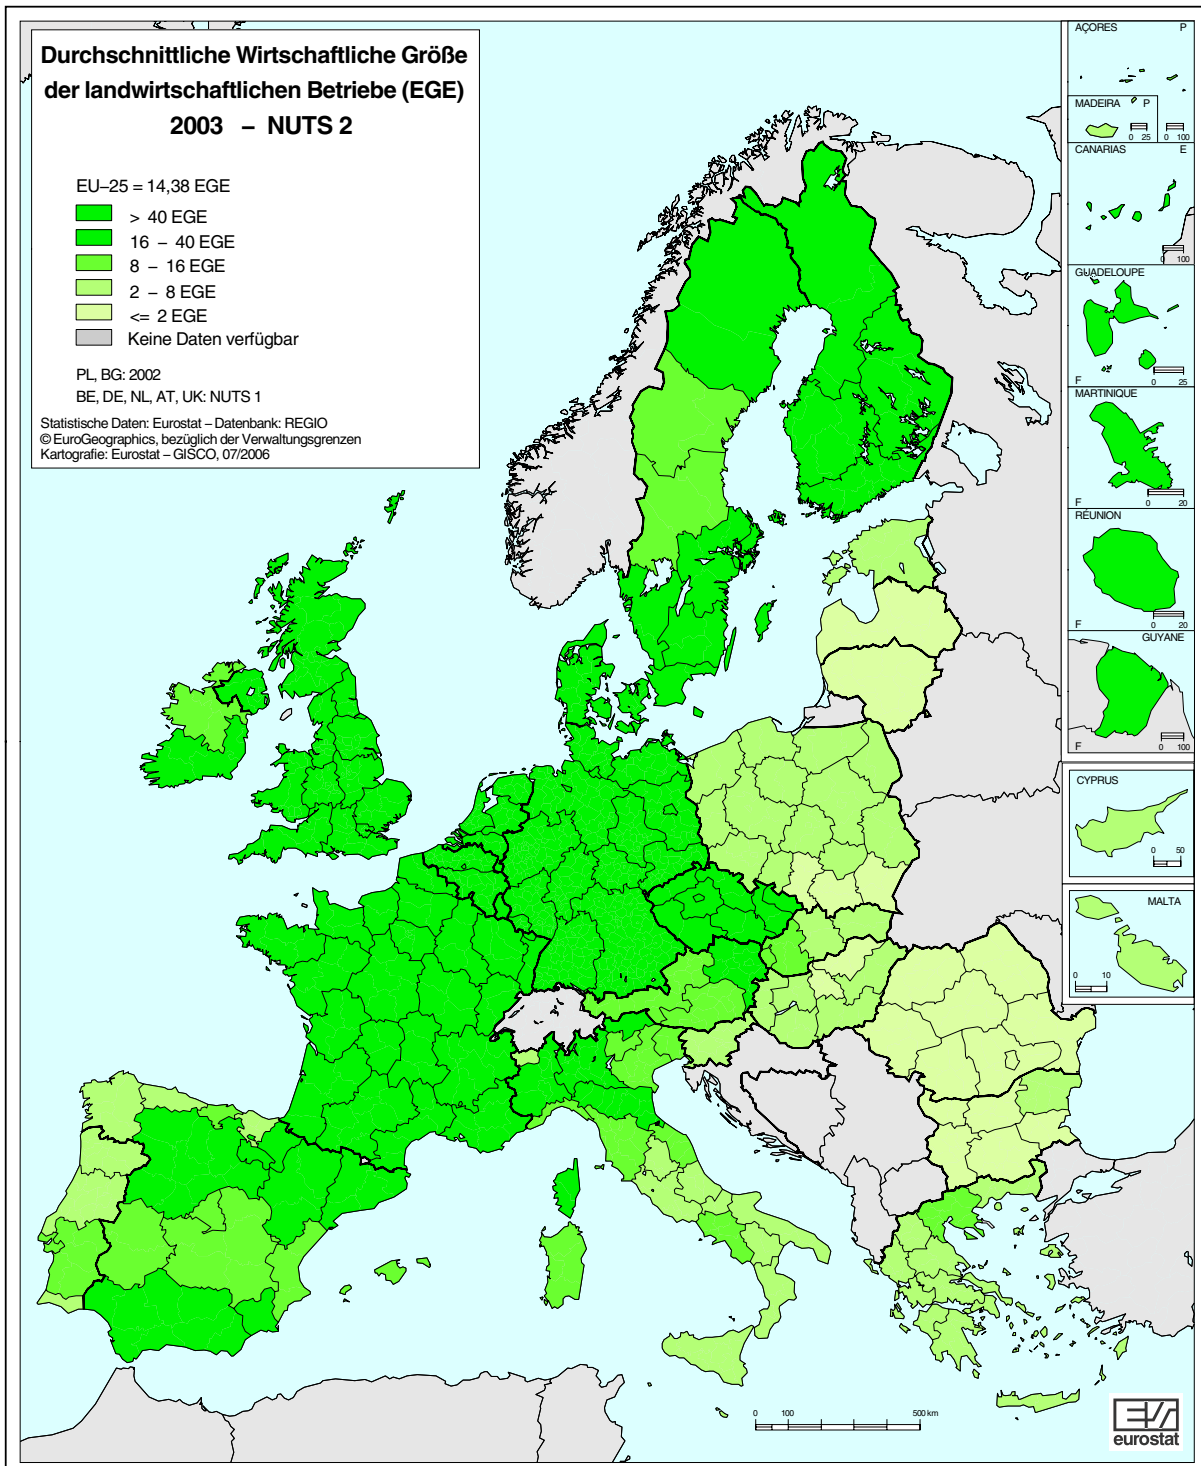 Durchschnittliche Wirtschaftliche Größe
der landwirtschaftlichen Betriebe (EGE)
2003 – NUTS 2
EU–25 = 14,38 EGE
> 40 EGE
16 – 40 EGE
8 – 16 EGE
2 – 8 EGE
<= 2 EGE
Keine Daten verfügbar
PL, BG: 2002
BE, DE, NL, AT, UK: NUTS 1
Statistische Daten: Eurostat – Datenbank: REGIO
© EuroGeographics, bezüglich der Verwaltungsgrenzen
Kartografie: Eurostat – GISCO, 07/2006
AÇORES P
MADEIRA P
0 25
0 100
CANARIAS E
0 100
GUADELOUPE
F 0 25
MARTINIQUE
F 0 20
RÉUNION
F 0 20
GUYANE
F 0 100
CYPRUS
0 50
MALTA
0 10
0 100 500 km
eurostat